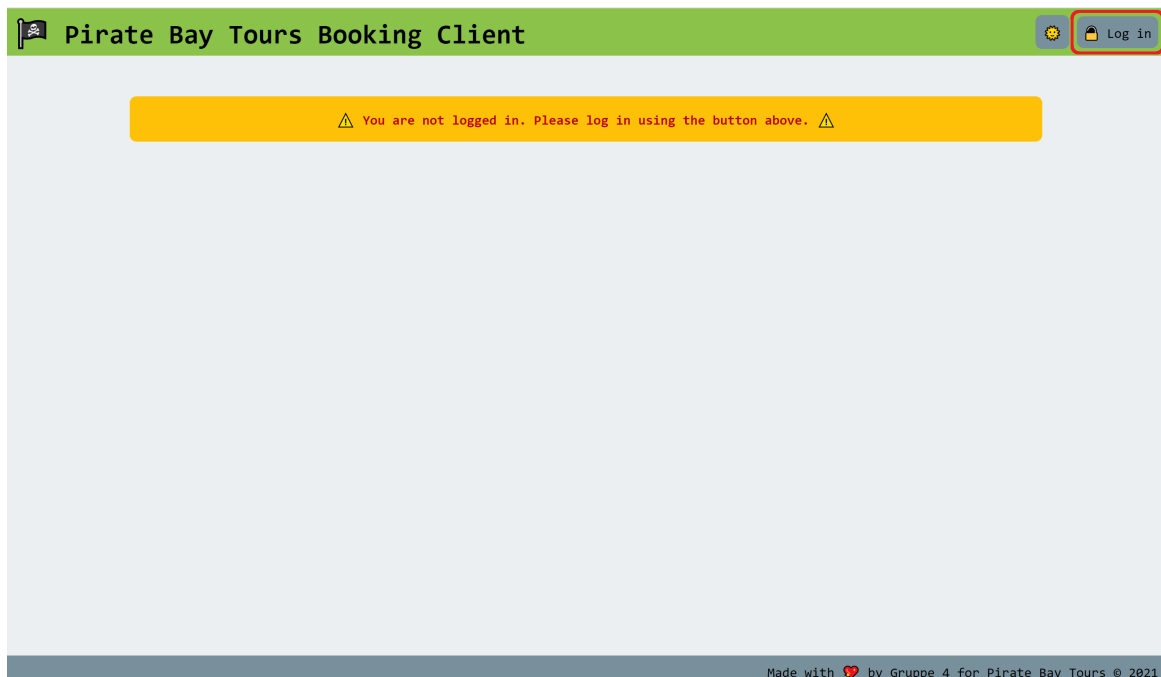 Pirate Bay Tours Booking Client
Log in
⚠ You are not logged in. Please log in using the button above. ⚠
Made with 💖 by Gruppe 4 for Pirate Bay Tours © 2021